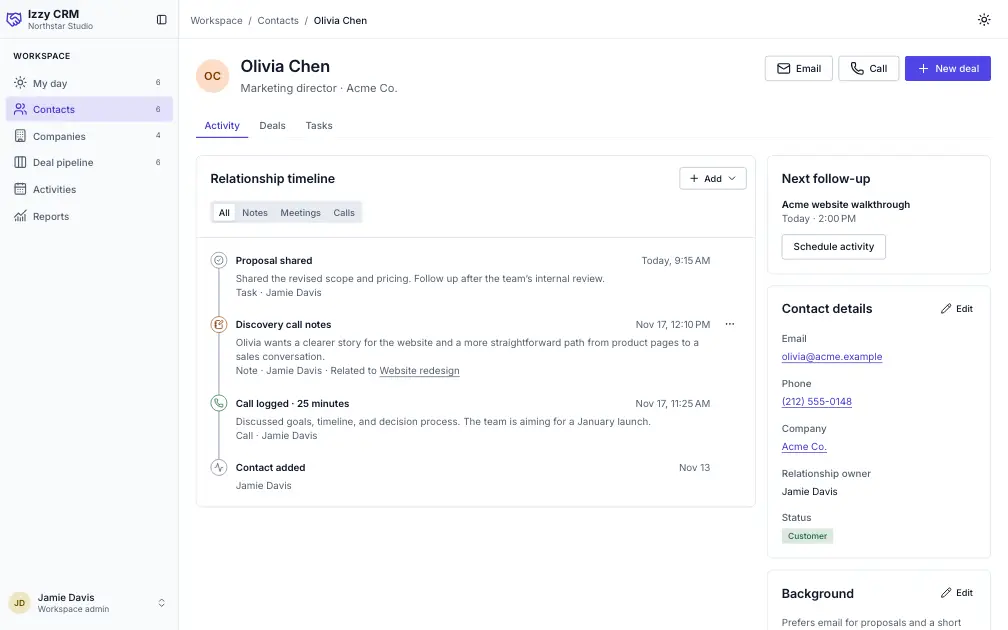 Izzy CRM
Northstar Studio
WORKSPACE
My day 6
Contacts 6
Companies 4
Deal pipeline 6
Activities
Reports
JD
Jamie Davis
Workspace admin
Workspace / Contacts / Olivia Chen
OC
Olivia Chen
Marketing director · Acme Co.
Email
Call
New deal
Activity Deals Tasks
Relationship timeline
Add
All Notes Meetings Calls
Proposal shared Today, 9:15 AM
Shared the revised scope and pricing. Follow up after the team’s internal review.
Task · Jamie Davis
Discovery call notes Nov 17, 12:10 PM
Olivia wants a clearer story for the website and a more straightforward path from product pages to a
sales conversation.
Note · Jamie Davis · Related to Website redesign
Call logged · 25 minutes Nov 17, 11:25 AM
Discussed goals, timeline, and decision process. The team is aiming for a January launch.
Call · Jamie Davis
Contact added Nov 13
Jamie Davis
Next follow-up
Acme website walkthrough
Today · 2:00 PM
Schedule activity
Contact details Edit
Email
olivia@acme.example
Phone
(212) 555-0148
Company
Acme Co.
Relationship owner
Jamie Davis
Status
Customer
Background Edit
Prefers email for proposals and a short